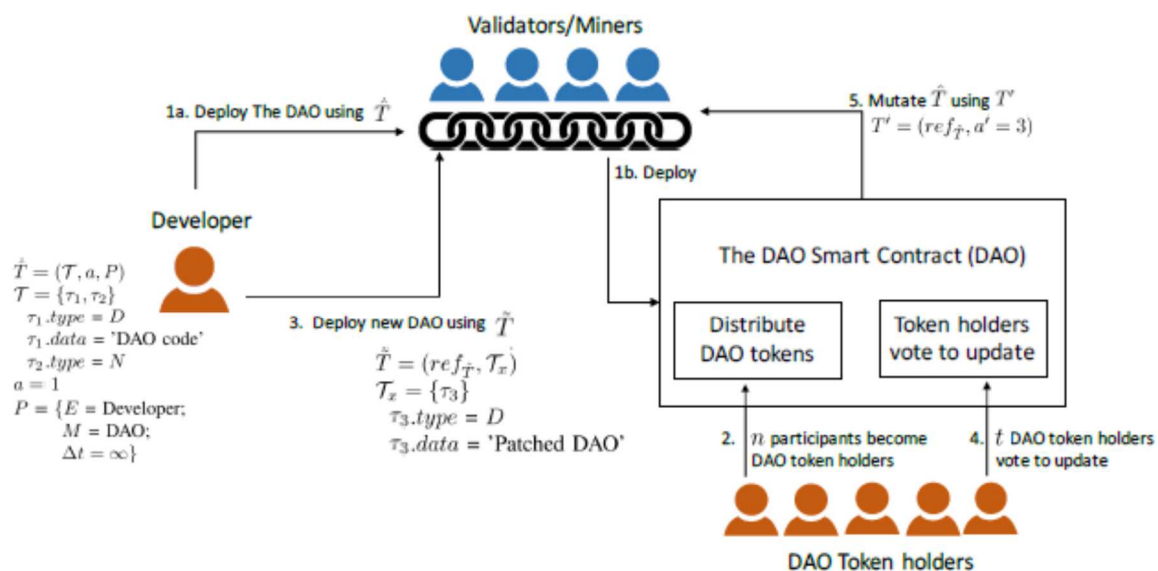 Validators/Miners
1a. Deploy The DAO using T̂
5. Mutate T̂ using T′
T′ = (ref_T̂, a′ = 3)
1b. Deploy
Developer
T̂ = (𝒯, a, P)
𝒯 = {τ₁, τ₂}
τ₁.type = D
τ₁.data = 'DAO code'
τ₂.type = N
a = 1
P = {E = Developer;
M = DAO;
Δt = ∞}
3. Deploy new DAO using T̃
T̃ = (ref_T̂, 𝒯ₓ)
𝒯ₓ = {τ₃}
τ₃.type = D
τ₃.data = 'Patched DAO'
The DAO Smart Contract (DAO)
Distribute
DAO tokens
Token holders
vote to update
2. n participants become
DAO token holders
4. t DAO token holders
vote to update
DAO Token holders